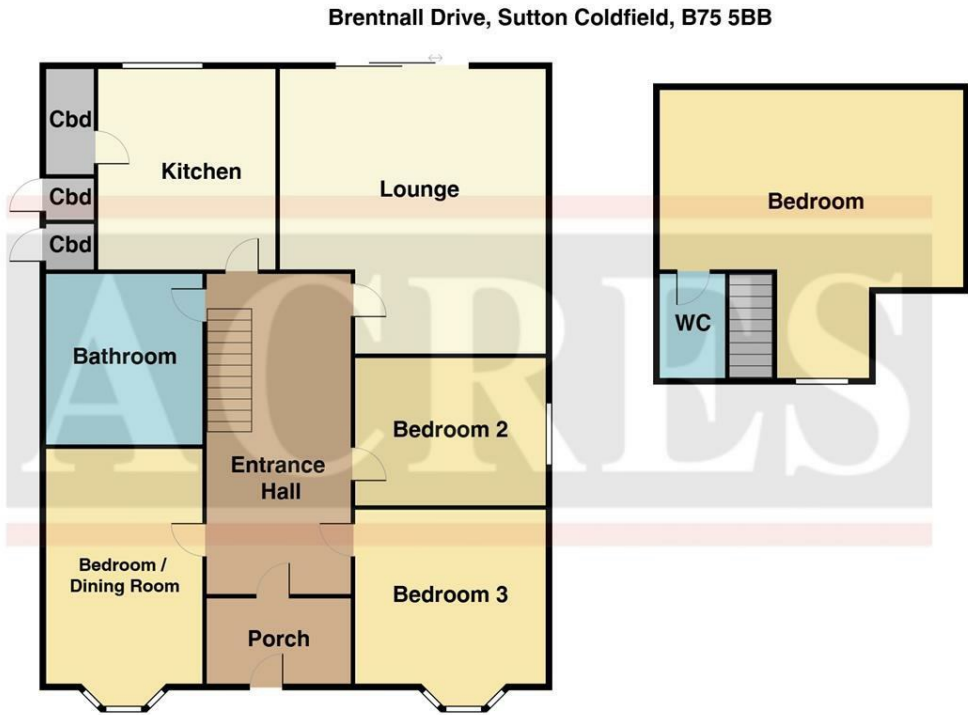 Brentnall Drive, Sutton Coldfield, B75 5BB
Cbd
Kitchen
Cbd
Cbd
Lounge
Bathroom
Entrance
Hall
Bedroom 2
Bedroom /
Dining Room
Bedroom 3
Porch
Bedroom
WC
ACRES